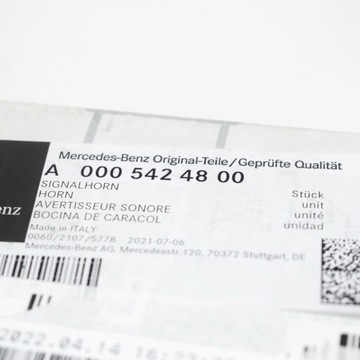 Mercedes-Benz Original-Teile/Geprüfte Qualität
A 000 542 48 00
SIGNALHORN
HORN
AVERTISSEUR SONORE
BOCINA DE CARACOL
Stück
unit
unité
unidad
enz
Made in ITALY
0060/2107/5778 2021-07-06
Mercedes-Benz AG, Mercedesstr.120, 70372 Stuttgart, DE
2022.04.14